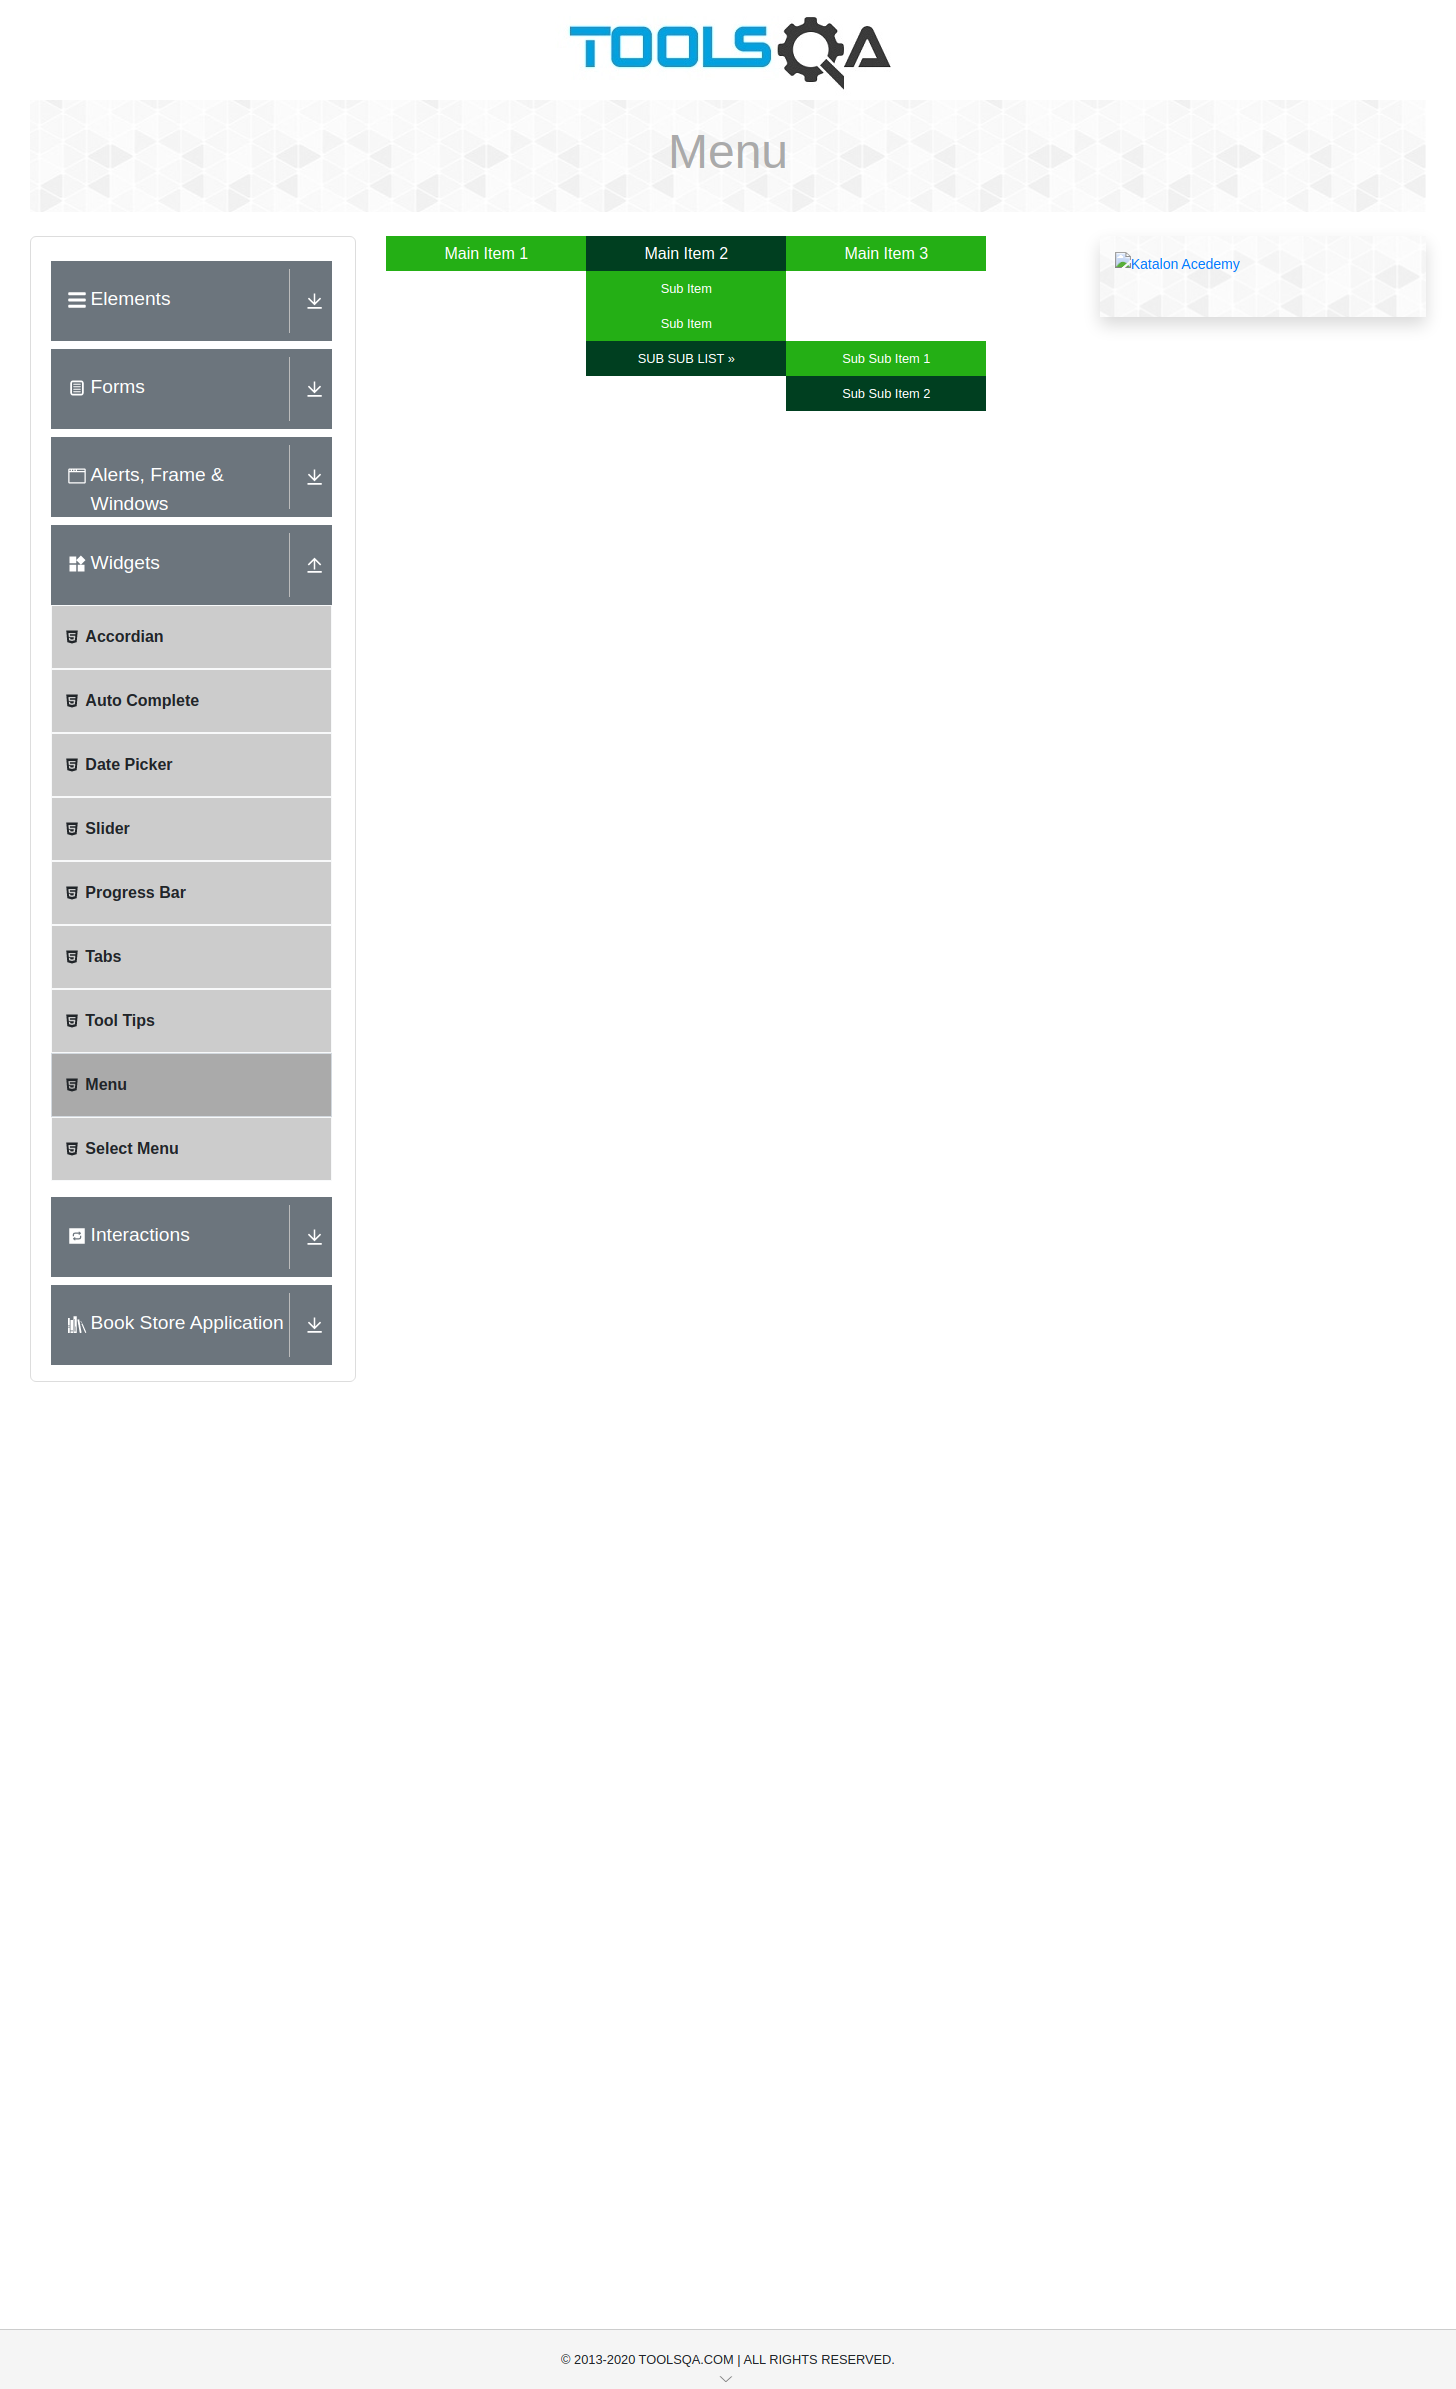 TOOLSQA
Menu
Elements
Forms
Alerts, Frame &
Windows
Widgets
Accordian
Auto Complete
Date Picker
Slider
Progress Bar
Tabs
Tool Tips
Menu
Select Menu
Interactions
Book Store Application
Main Item 1
Main Item 2
Main Item 3
Sub Item
Sub Item
SUB SUB LIST »
Sub Sub Item 1
Sub Sub Item 2
Katalon Acedemy
© 2013-2020 TOOLSQA.COM | ALL RIGHTS RESERVED.